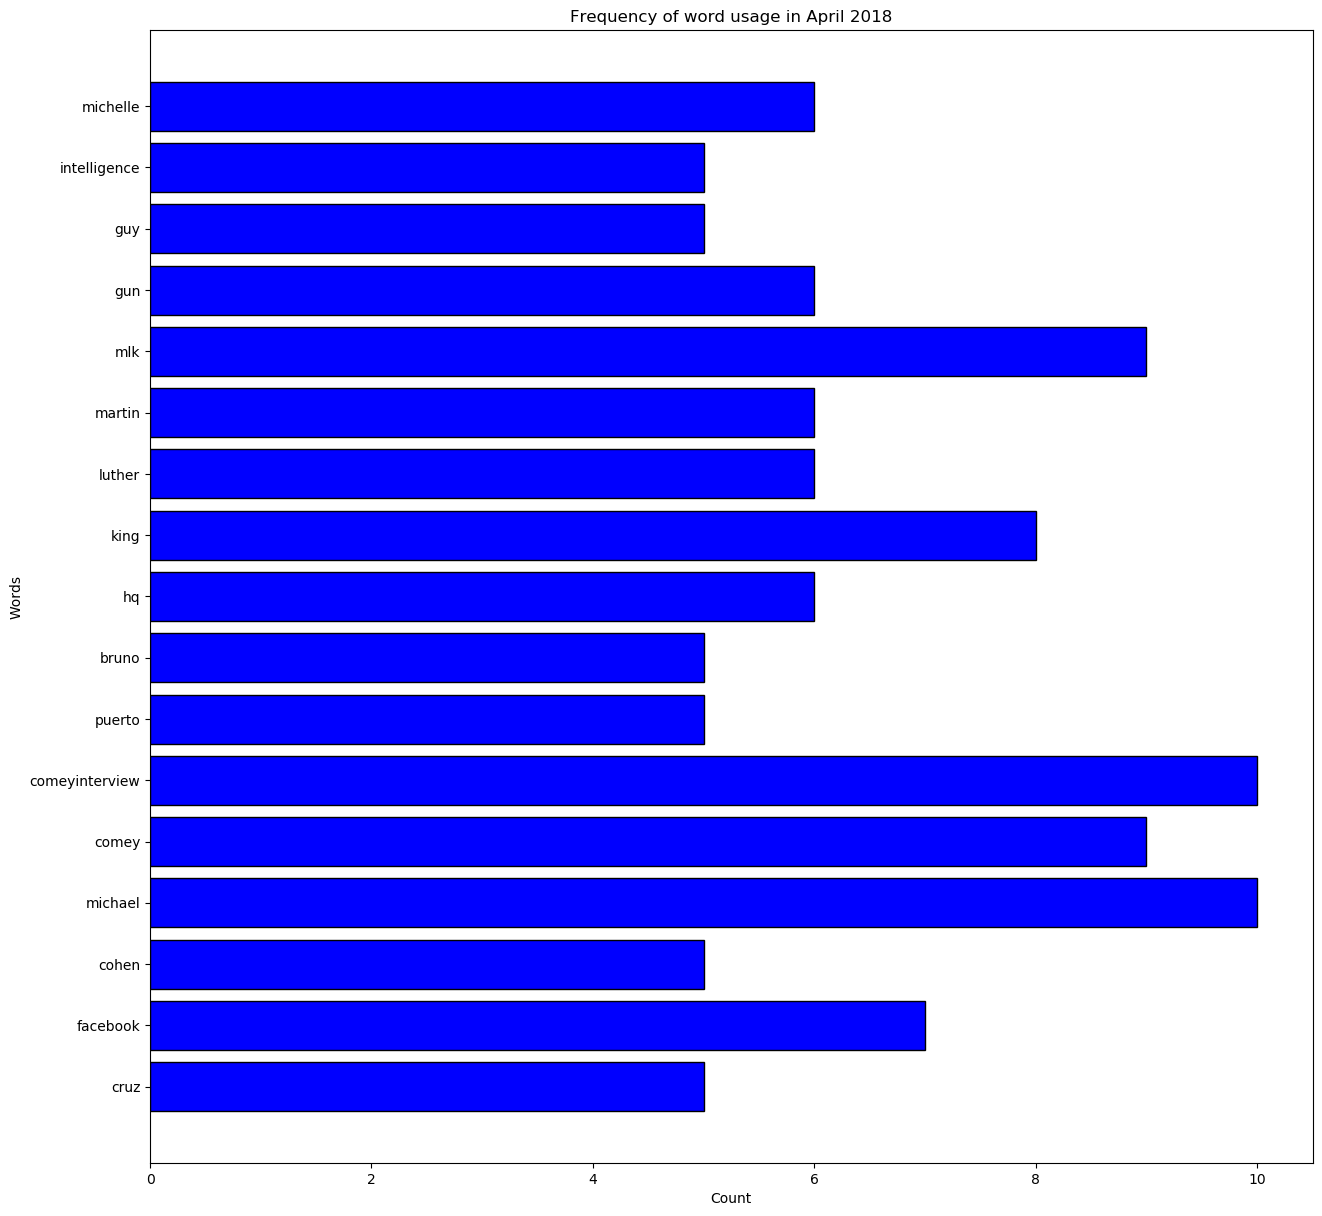 Frequency of word usage in April 2018
michelle
intelligence
guy
gun
mlk
martin
luther
king
hq
bruno
puerto
comeyinterview
comey
michael
cohen
facebook
cruz
Words
0 2 4 6 8 10
Count